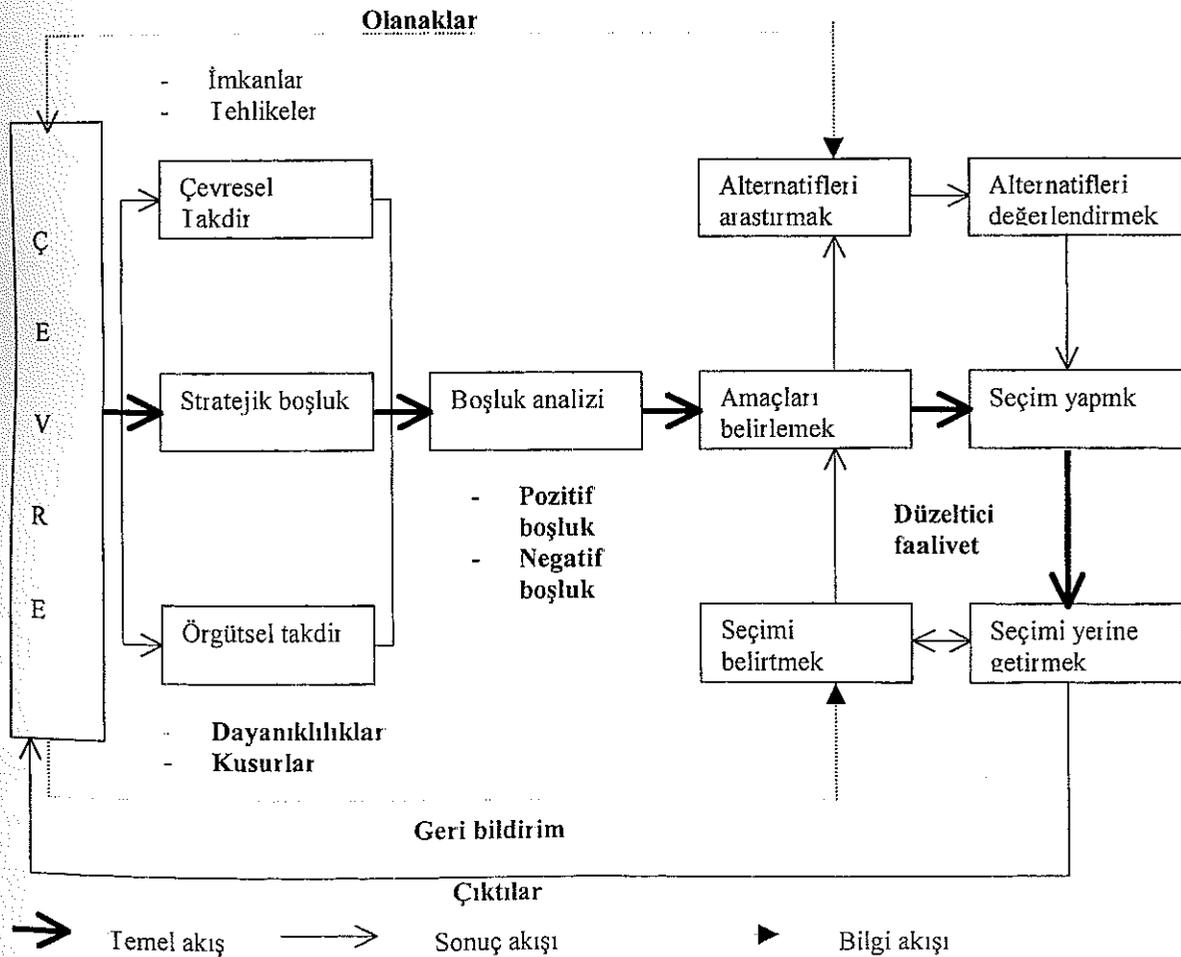 Olanaklar
- İmkanlar
- Tehlikeler
Ç
E
V
R
E
Çevresel
Takdir
Alternatifleri
arastırmak
Alternatifleri
değerlendirmek
Stratejik boşluk
Boşluk analizi
Amaçları
belirlemek
Seçim yapmk
- Pozitif
boşluk
- Negatif
boşluk
Düzeltici
faalivet
Örgütsel takdir
Seçimi
belirtmek
Seçimi yerine
getirmek
- Dayanıklılıklar
- Kusurlar
Geri bildirim
Çıktılar
Temel akış
Sonuç akışı
Bilgi akışı